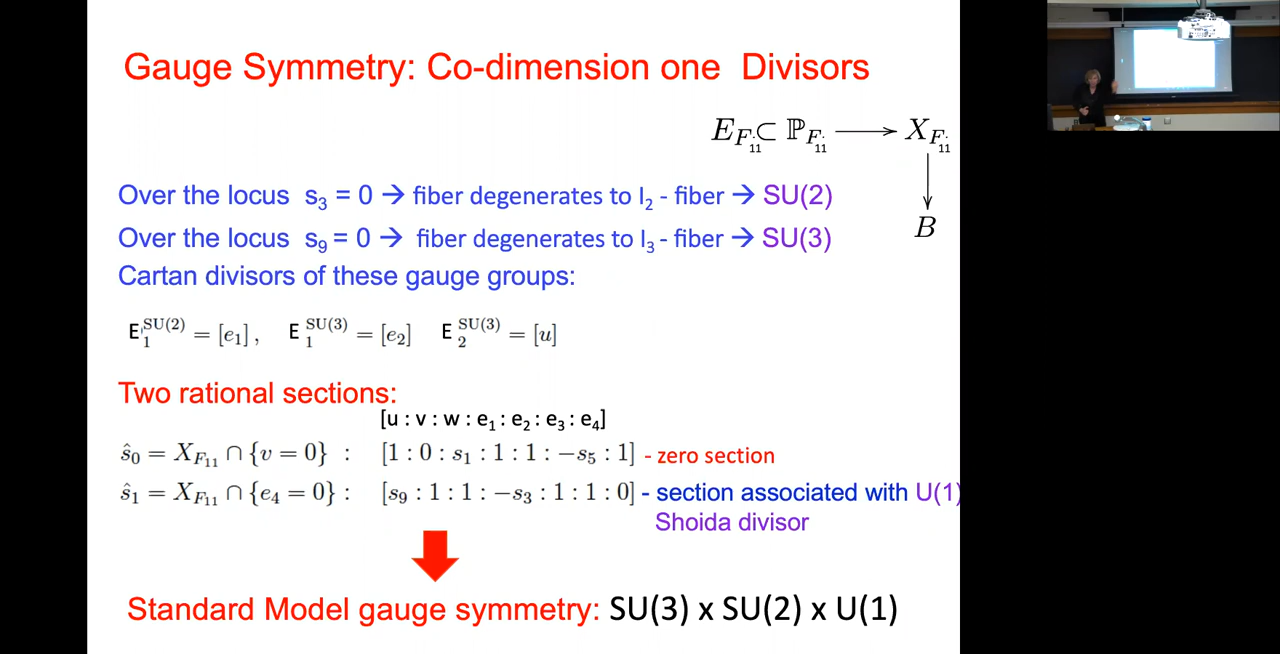 Gauge Symmetry: Co-dimension one Divisors
E_{F_{11}} ⊂ ℙ_{F_{11}} ⟶ X_{F_{11}}
↓
B
Over the locus s₃ = 0 → fiber degenerates to I₂ - fiber → SU(2)
Over the locus s₉ = 0 → fiber degenerates to I₃ - fiber → SU(3)
Cartan divisors of these gauge groups:
E₁^{SU(2)} = [e₁], E₁^{SU(3)} = [e₂] E₂^{SU(3)} = [u]
Two rational sections:
[u : v : w : e₁ : e₂ : e₃ : e₄]
ŝ₀ = X_{F₁₁} ∩ {v = 0} : [1 : 0 : s₁ : 1 : 1 : −s₅ : 1] - zero section
ŝ₁ = X_{F₁₁} ∩ {e₄ = 0} : [s₉ : 1 : 1 : −s₃ : 1 : 1 : 0] - section associated with U(1)
Shoida divisor
Standard Model gauge symmetry: SU(3) x SU(2) x U(1)